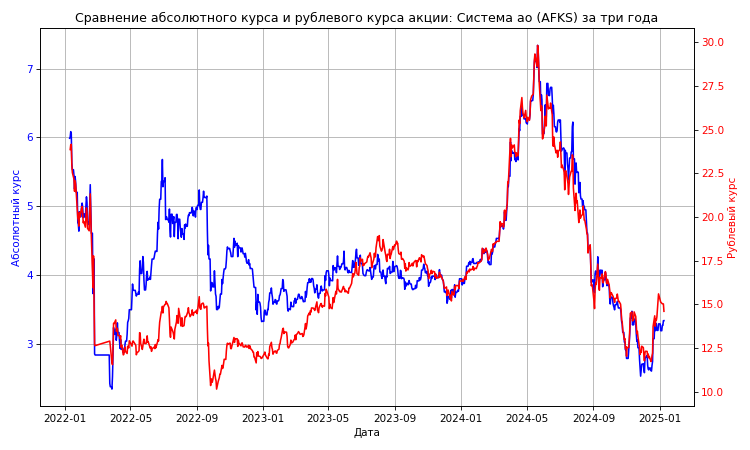 Сравнение абсолютного курса и рублевого курса акции: Система ао (AFKS) за три года
Абсолютный курс
7
6
5
4
3
30.0
27.5
25.0
22.5
20.0
17.5
15.0
12.5
10.0
Рублевый курс
2022-01 2022-05 2022-09 2023-01 2023-05 2023-09 2024-01 2024-05 2024-09 2025-01
Дата